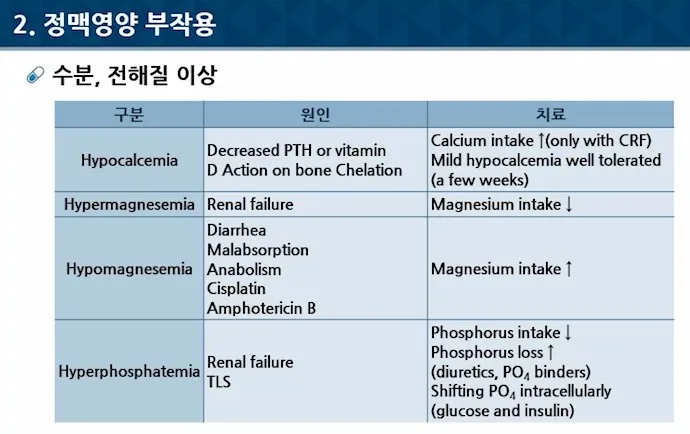 2. 정맥영양 부작용
수분, 전해질 이상
구분 원인 치료
Hypocalcemia
Decreased PTH or vitamin
D Action on bone Chelation
Calcium intake ↑(only with CRF)
Mild hypocalcemia well tolerated
(a few weeks)
Hypermagnesemia
Renal failure
Magnesium intake ↓
Hypomagnesemia
Diarrhea
Malabsorption
Anabolism
Cisplatin
Amphotericin B
Magnesium intake ↑
Hyperphosphatemia
Renal failure
TLS
Phosphorus intake ↓
Phosphorus loss ↑
(diuretics, PO₄ binders)
Shifting PO₄ intracellularly
(glucose and insulin)